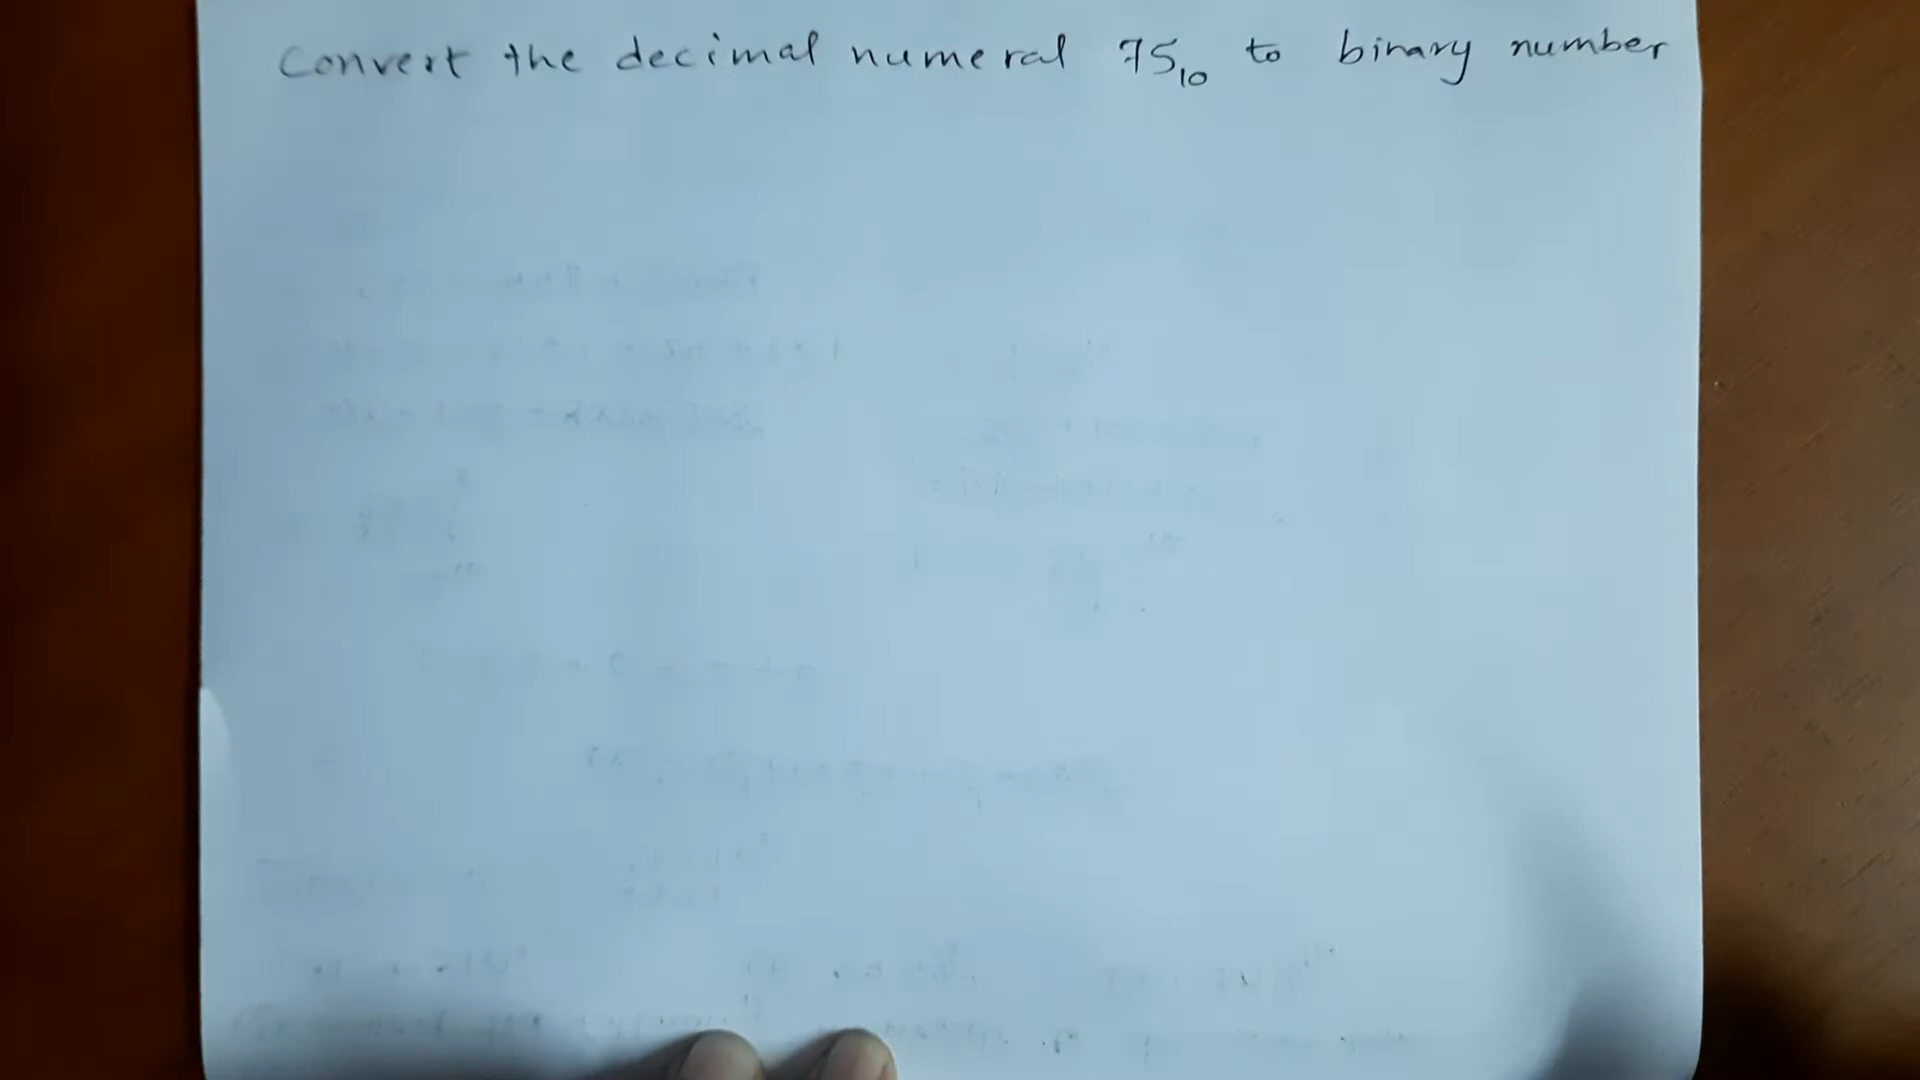 Convert the decimal numeral 75₁₀ to binary number